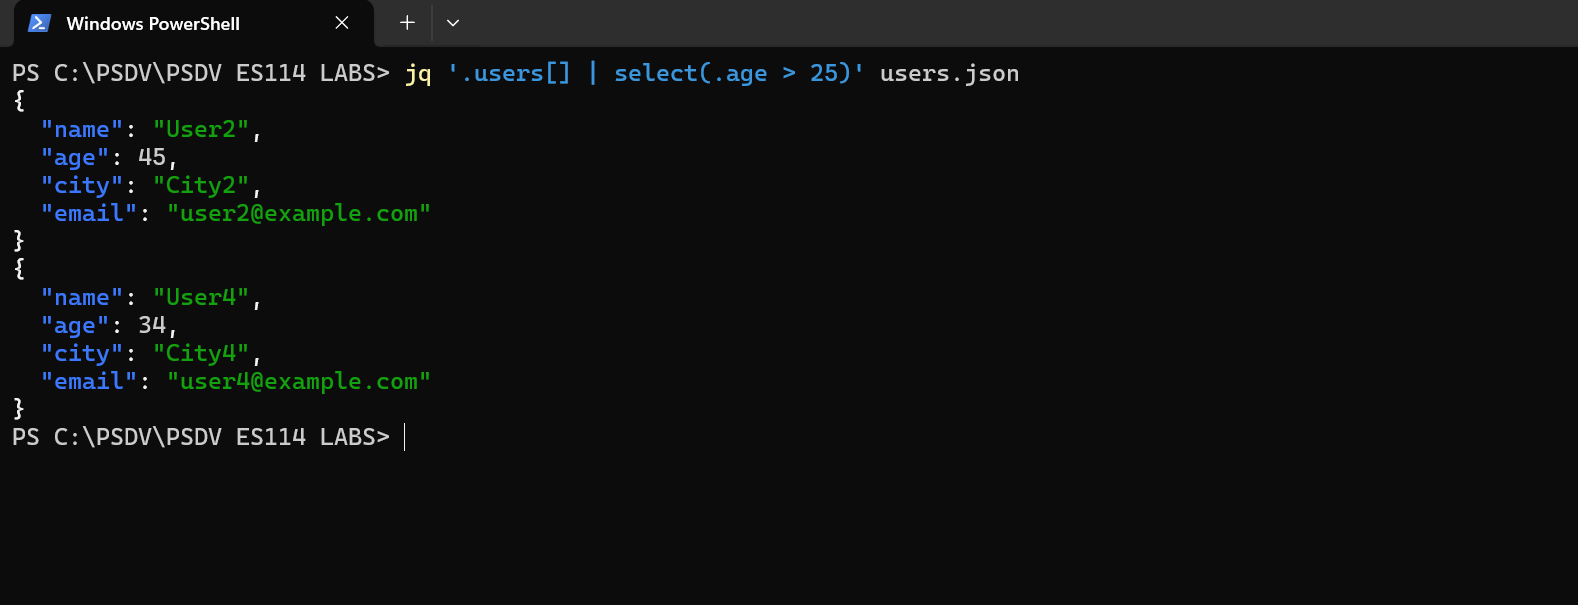 Windows PowerShell
PS C:\PSDV\PSDV ES114 LABS> jq '.users[] | select(.age > 25)' users.json
{
  "name": "User2",
  "age": 45,
  "city": "City2",
  "email": "user2@example.com"
}
{
  "name": "User4",
  "age": 34,
  "city": "City4",
  "email": "user4@example.com"
}
PS C:\PSDV\PSDV ES114 LABS>